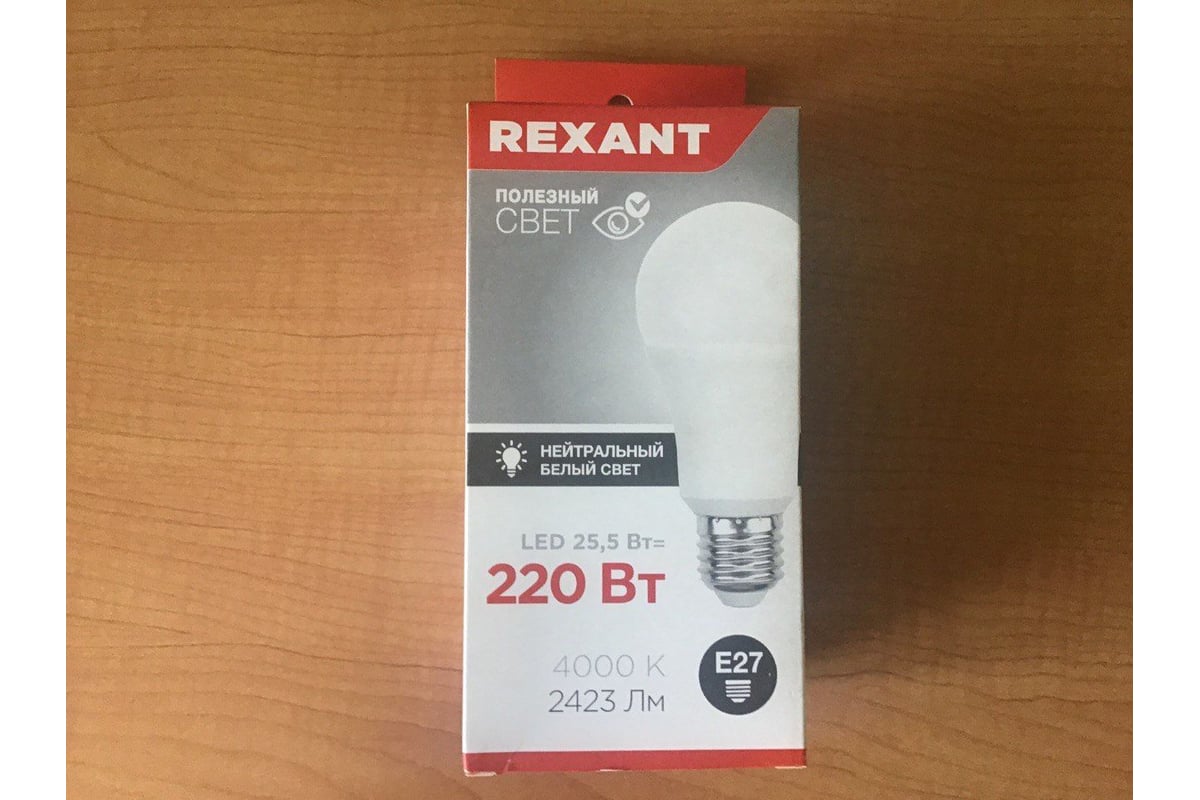 REXANT
ПОЛЕЗНЫЙ
СВЕТ
НЕЙТРАЛЬНЫЙ
БЕЛЫЙ СВЕТ
LED 25,5 Вт=
220 Вт
4000 К
2423 Лм
E27